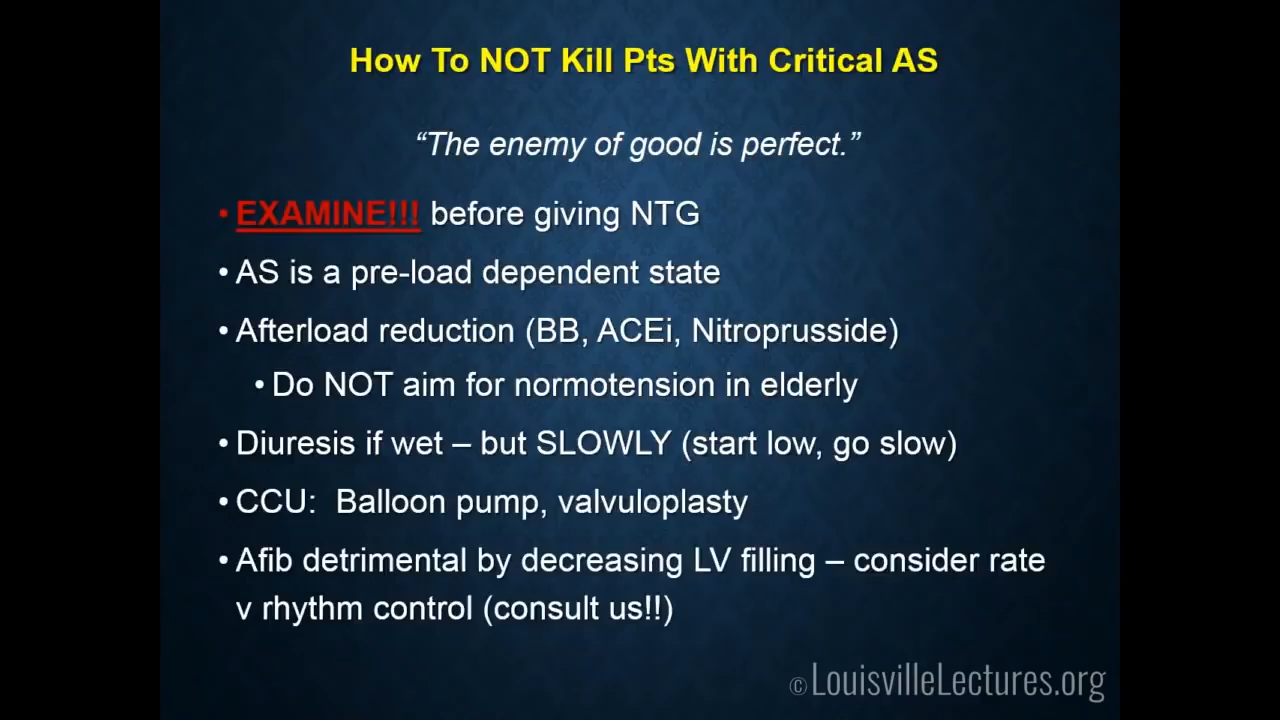 How To NOT Kill Pts With Critical AS
“The enemy of good is perfect.”
• EXAMINE!!! before giving NTG
• AS is a pre-load dependent state
• Afterload reduction (BB, ACEi, Nitroprusside)
• Do NOT aim for normotension in elderly
• Diuresis if wet – but SLOWLY (start low, go slow)
• CCU:  Balloon pump, valvuloplasty
• Afib detrimental by decreasing LV filling – consider rate
v rhythm control (consult us!!)
© LouisvilleLectures.org